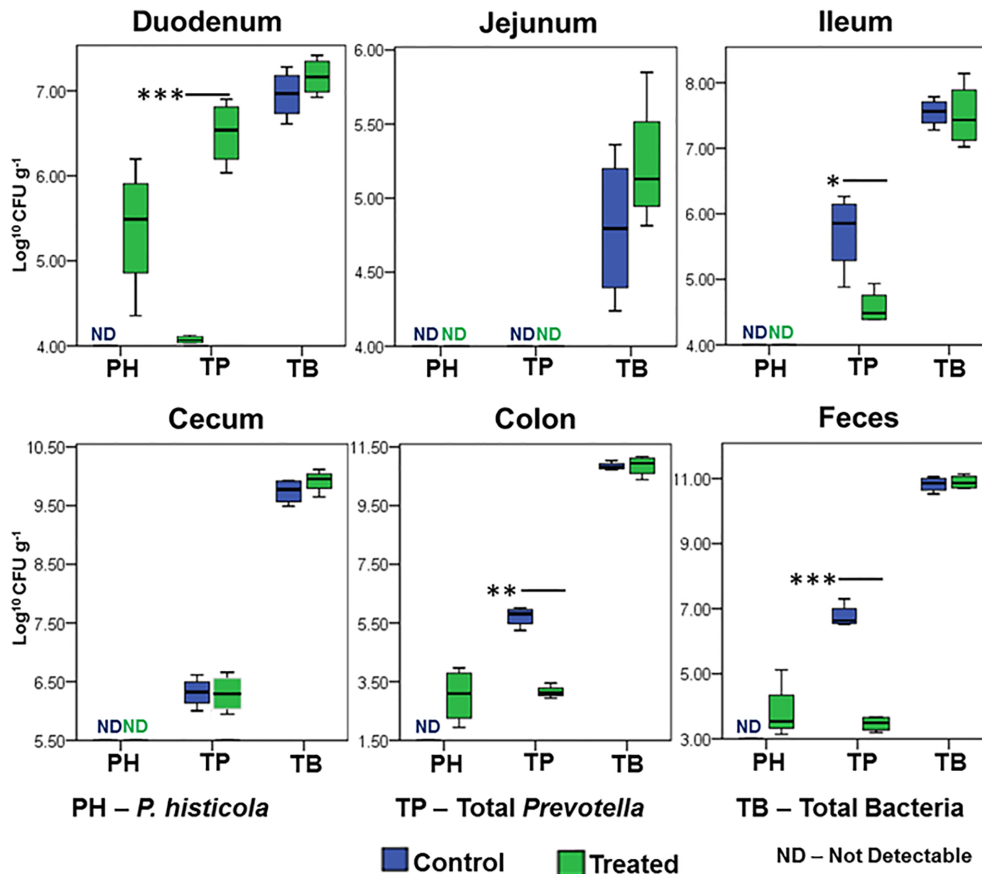 Duodenum
Jejunum
Ileum
Log¹⁰ CFU g⁻¹
7.00
6.00
5.00
4.00
***
ND
PH
TP
TB
6.00
5.50
5.00
4.50
4.00
ND ND
ND ND
PH
TP
TB
8.00
7.00
6.00
5.00
4.00
*
ND ND
PH
TP
TB
Cecum
Colon
Feces
Log¹⁰ CFU g⁻¹
10.50
9.50
8.50
7.50
6.50
5.50
ND ND
PH
TP
TB
11.50
9.50
7.50
5.50
3.50
1.50
**
ND
PH
TP
TB
11.00
9.00
7.00
5.00
3.00
***
ND
PH
TP
TB
PH – P. histicola
TP – Total Prevotella
TB – Total Bacteria
Control
Treated
ND – Not Detectable